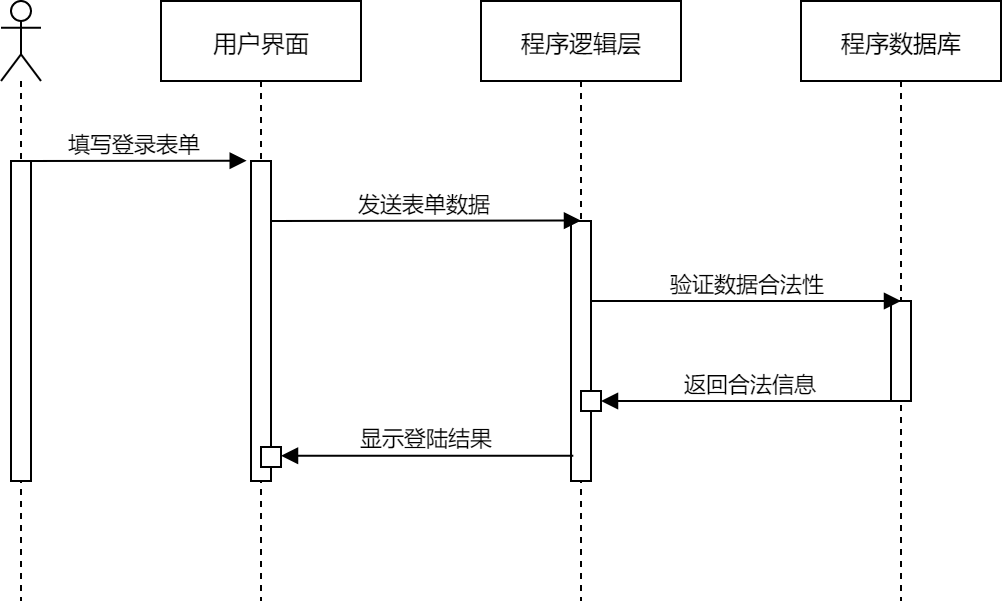 用户界面
程序逻辑层
程序数据库
填写登录表单
发送表单数据
验证数据合法性
返回合法信息
显示登陆结果